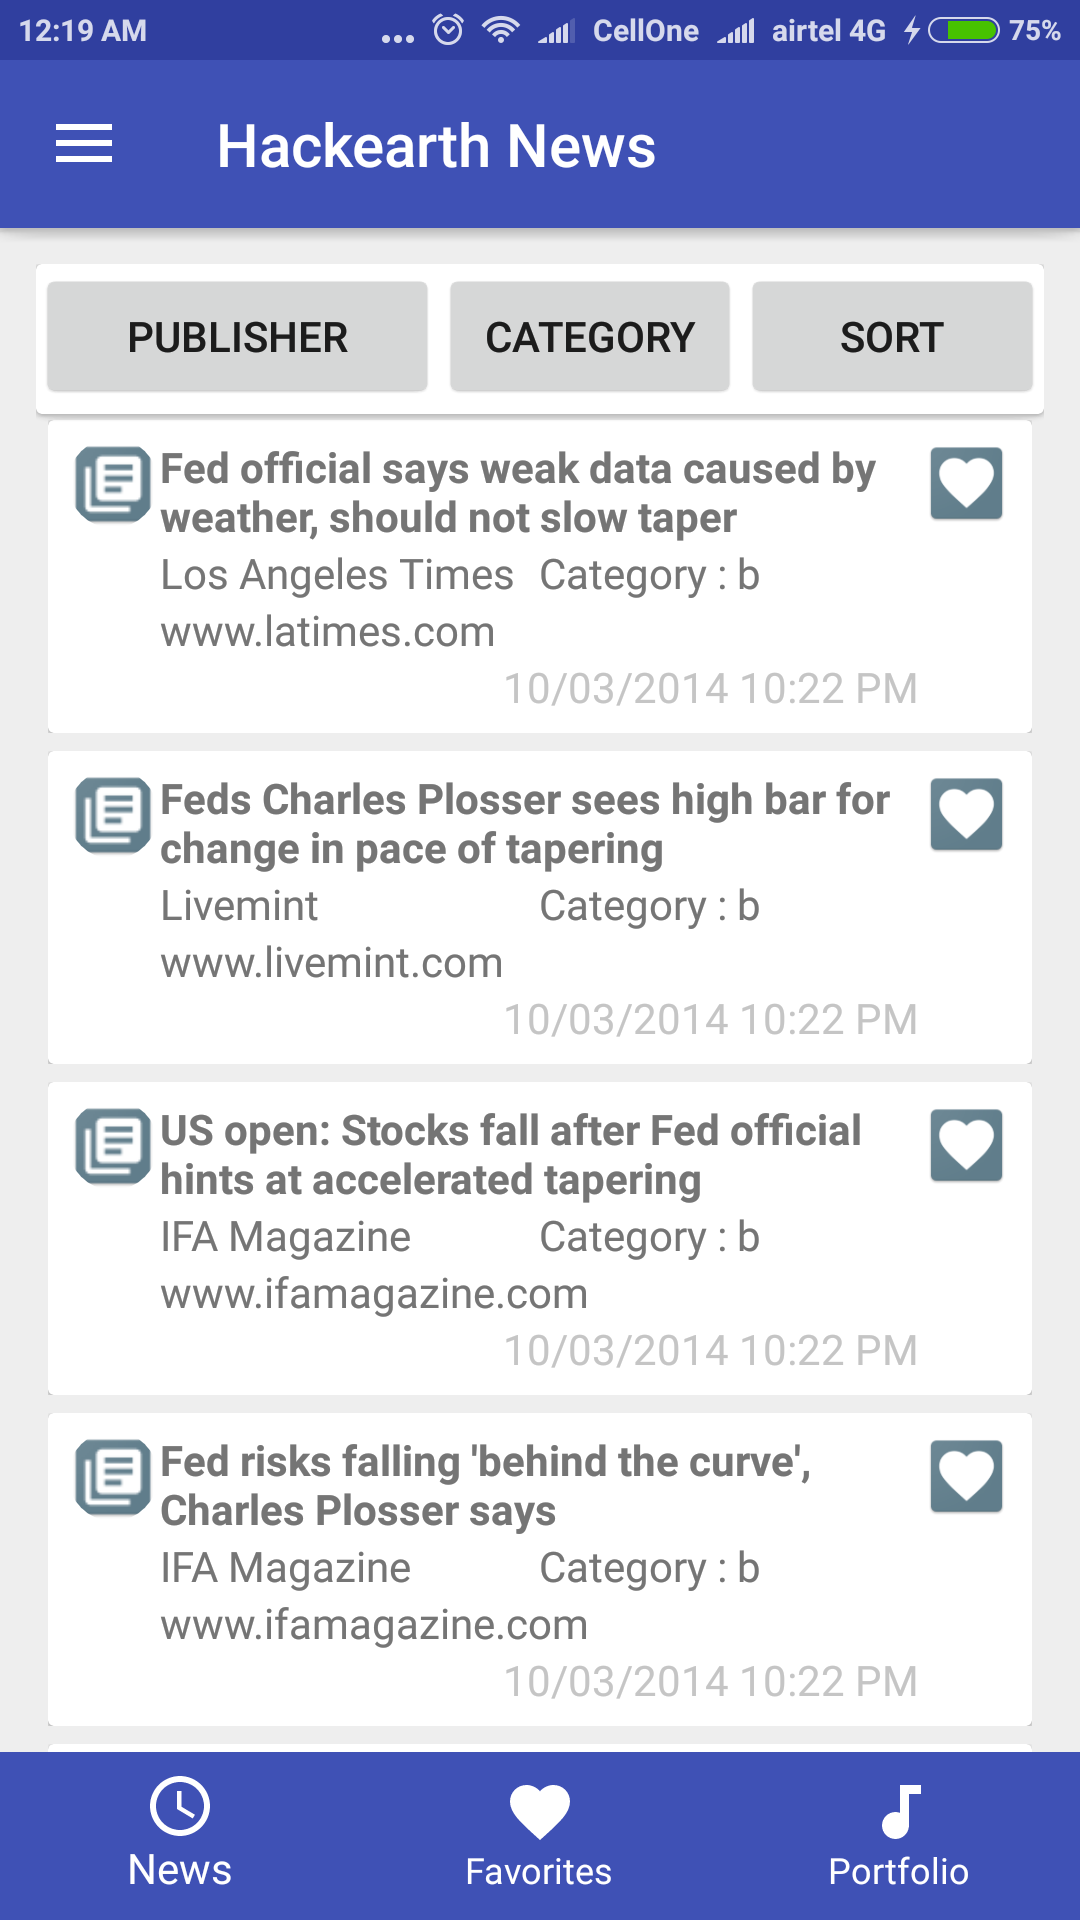 12:19 AM ... CellOne airtel 4G 75%
Hackearth News
PUBLISHER CATEGORY SORT
Fed official says weak data caused by
weather, should not slow taper
Los Angeles Times Category : b
www.latimes.com
10/03/2014 10:22 PM
Feds Charles Plosser sees high bar for
change in pace of tapering
Livemint Category : b
www.livemint.com
10/03/2014 10:22 PM
US open: Stocks fall after Fed official
hints at accelerated tapering
IFA Magazine Category : b
www.ifamagazine.com
10/03/2014 10:22 PM
Fed risks falling 'behind the curve',
Charles Plosser says
IFA Magazine Category : b
www.ifamagazine.com
10/03/2014 10:22 PM
News Favorites Portfolio